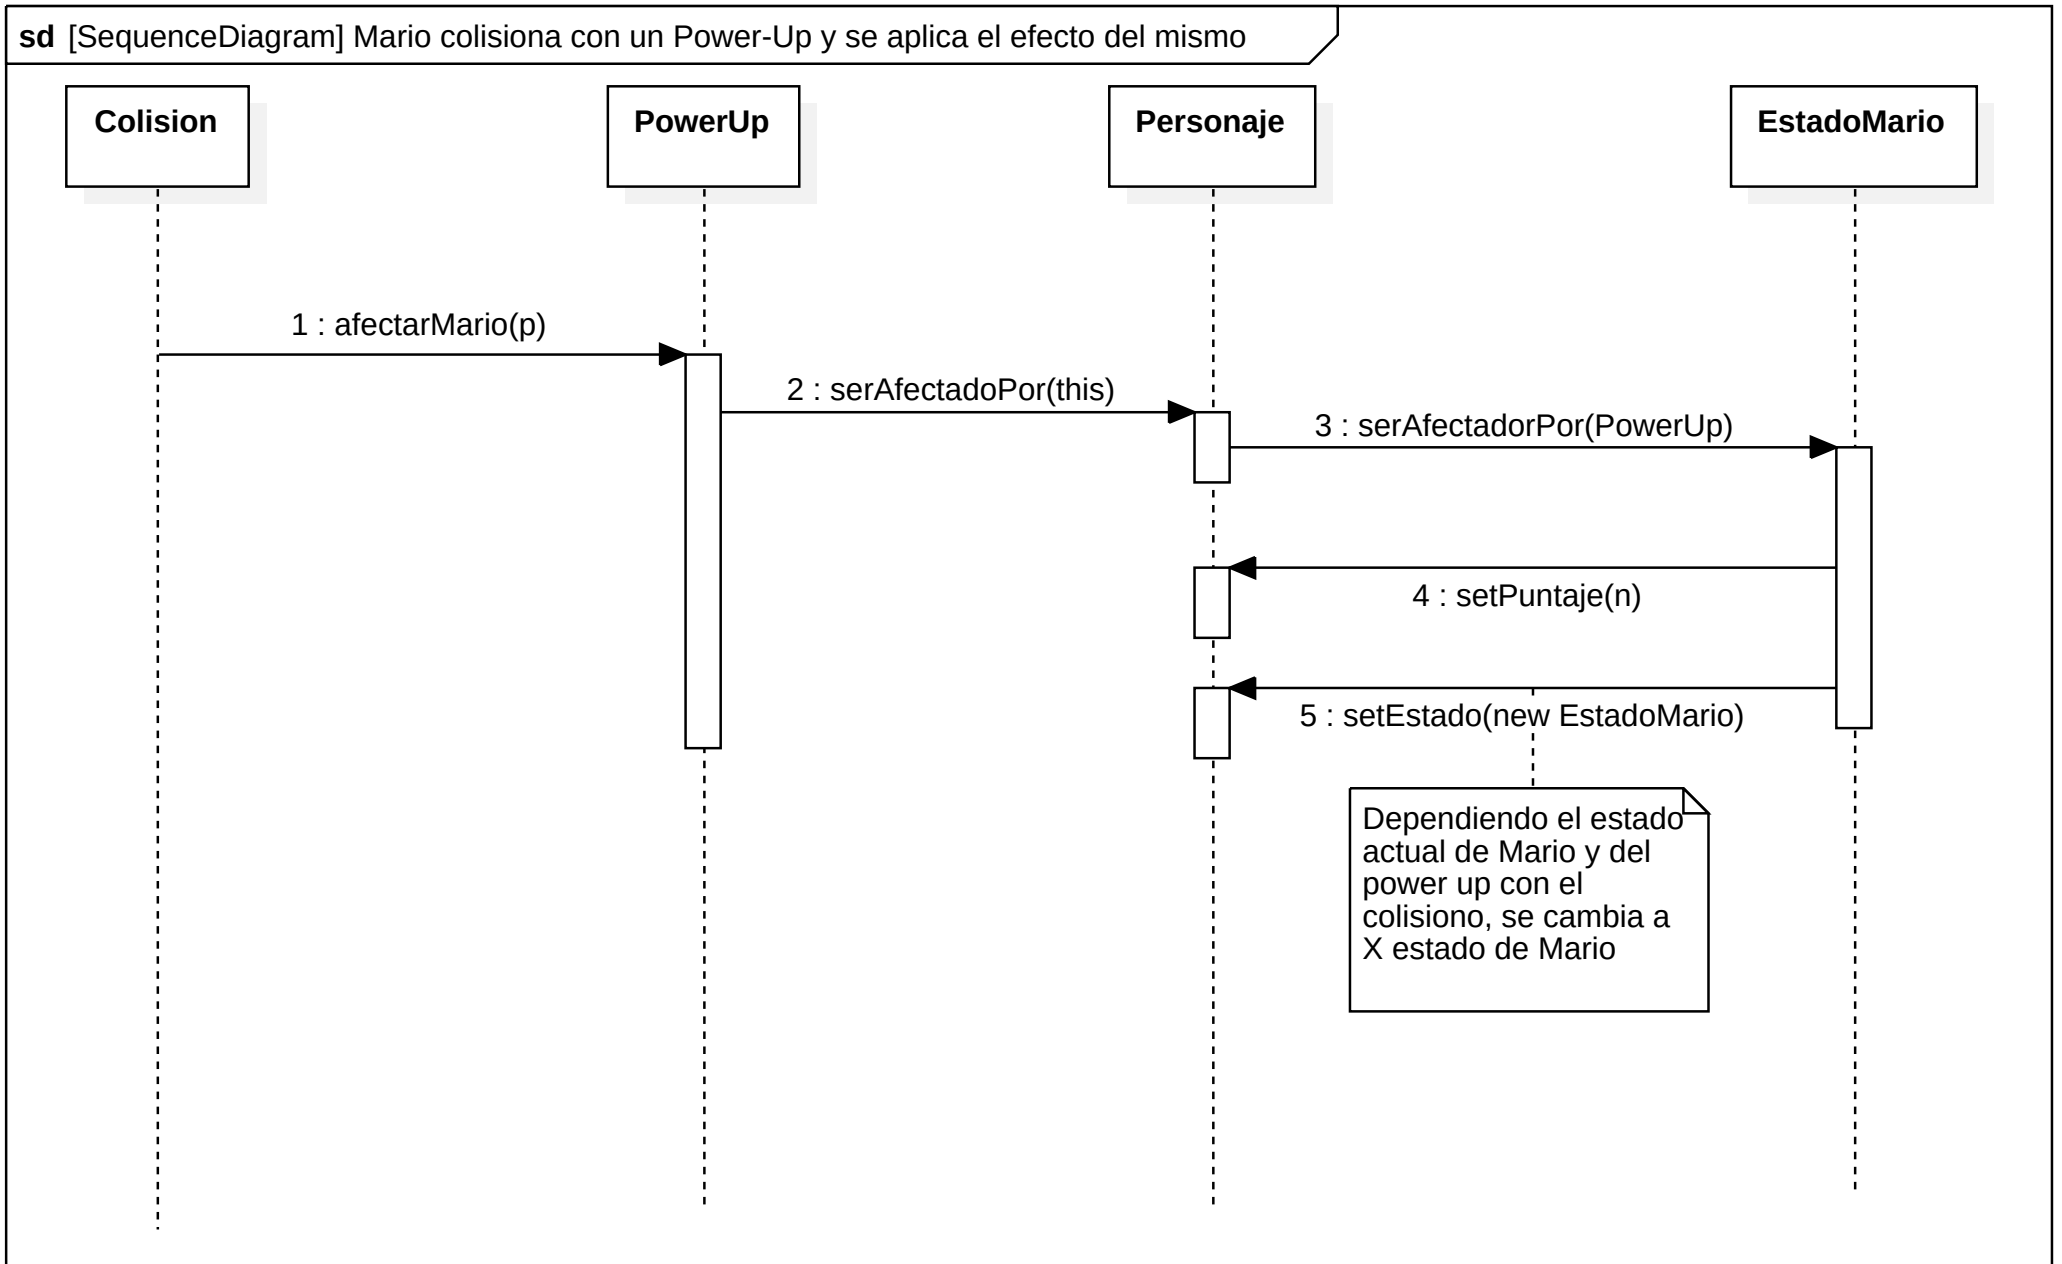 sd [SequenceDiagram] Mario colisiona con un Power-Up y se aplica el efecto del mismo
Colision
PowerUp
Personaje
EstadoMario
1 : afectarMario(p)
2 : serAfectadoPor(this)
3 : serAfectadorPor(PowerUp)
4 : setPuntaje(n)
5 : setEstado(new EstadoMario)
Dependiendo el estado
actual de Mario y del
power up con el
colisiono, se cambia a
X estado de Mario